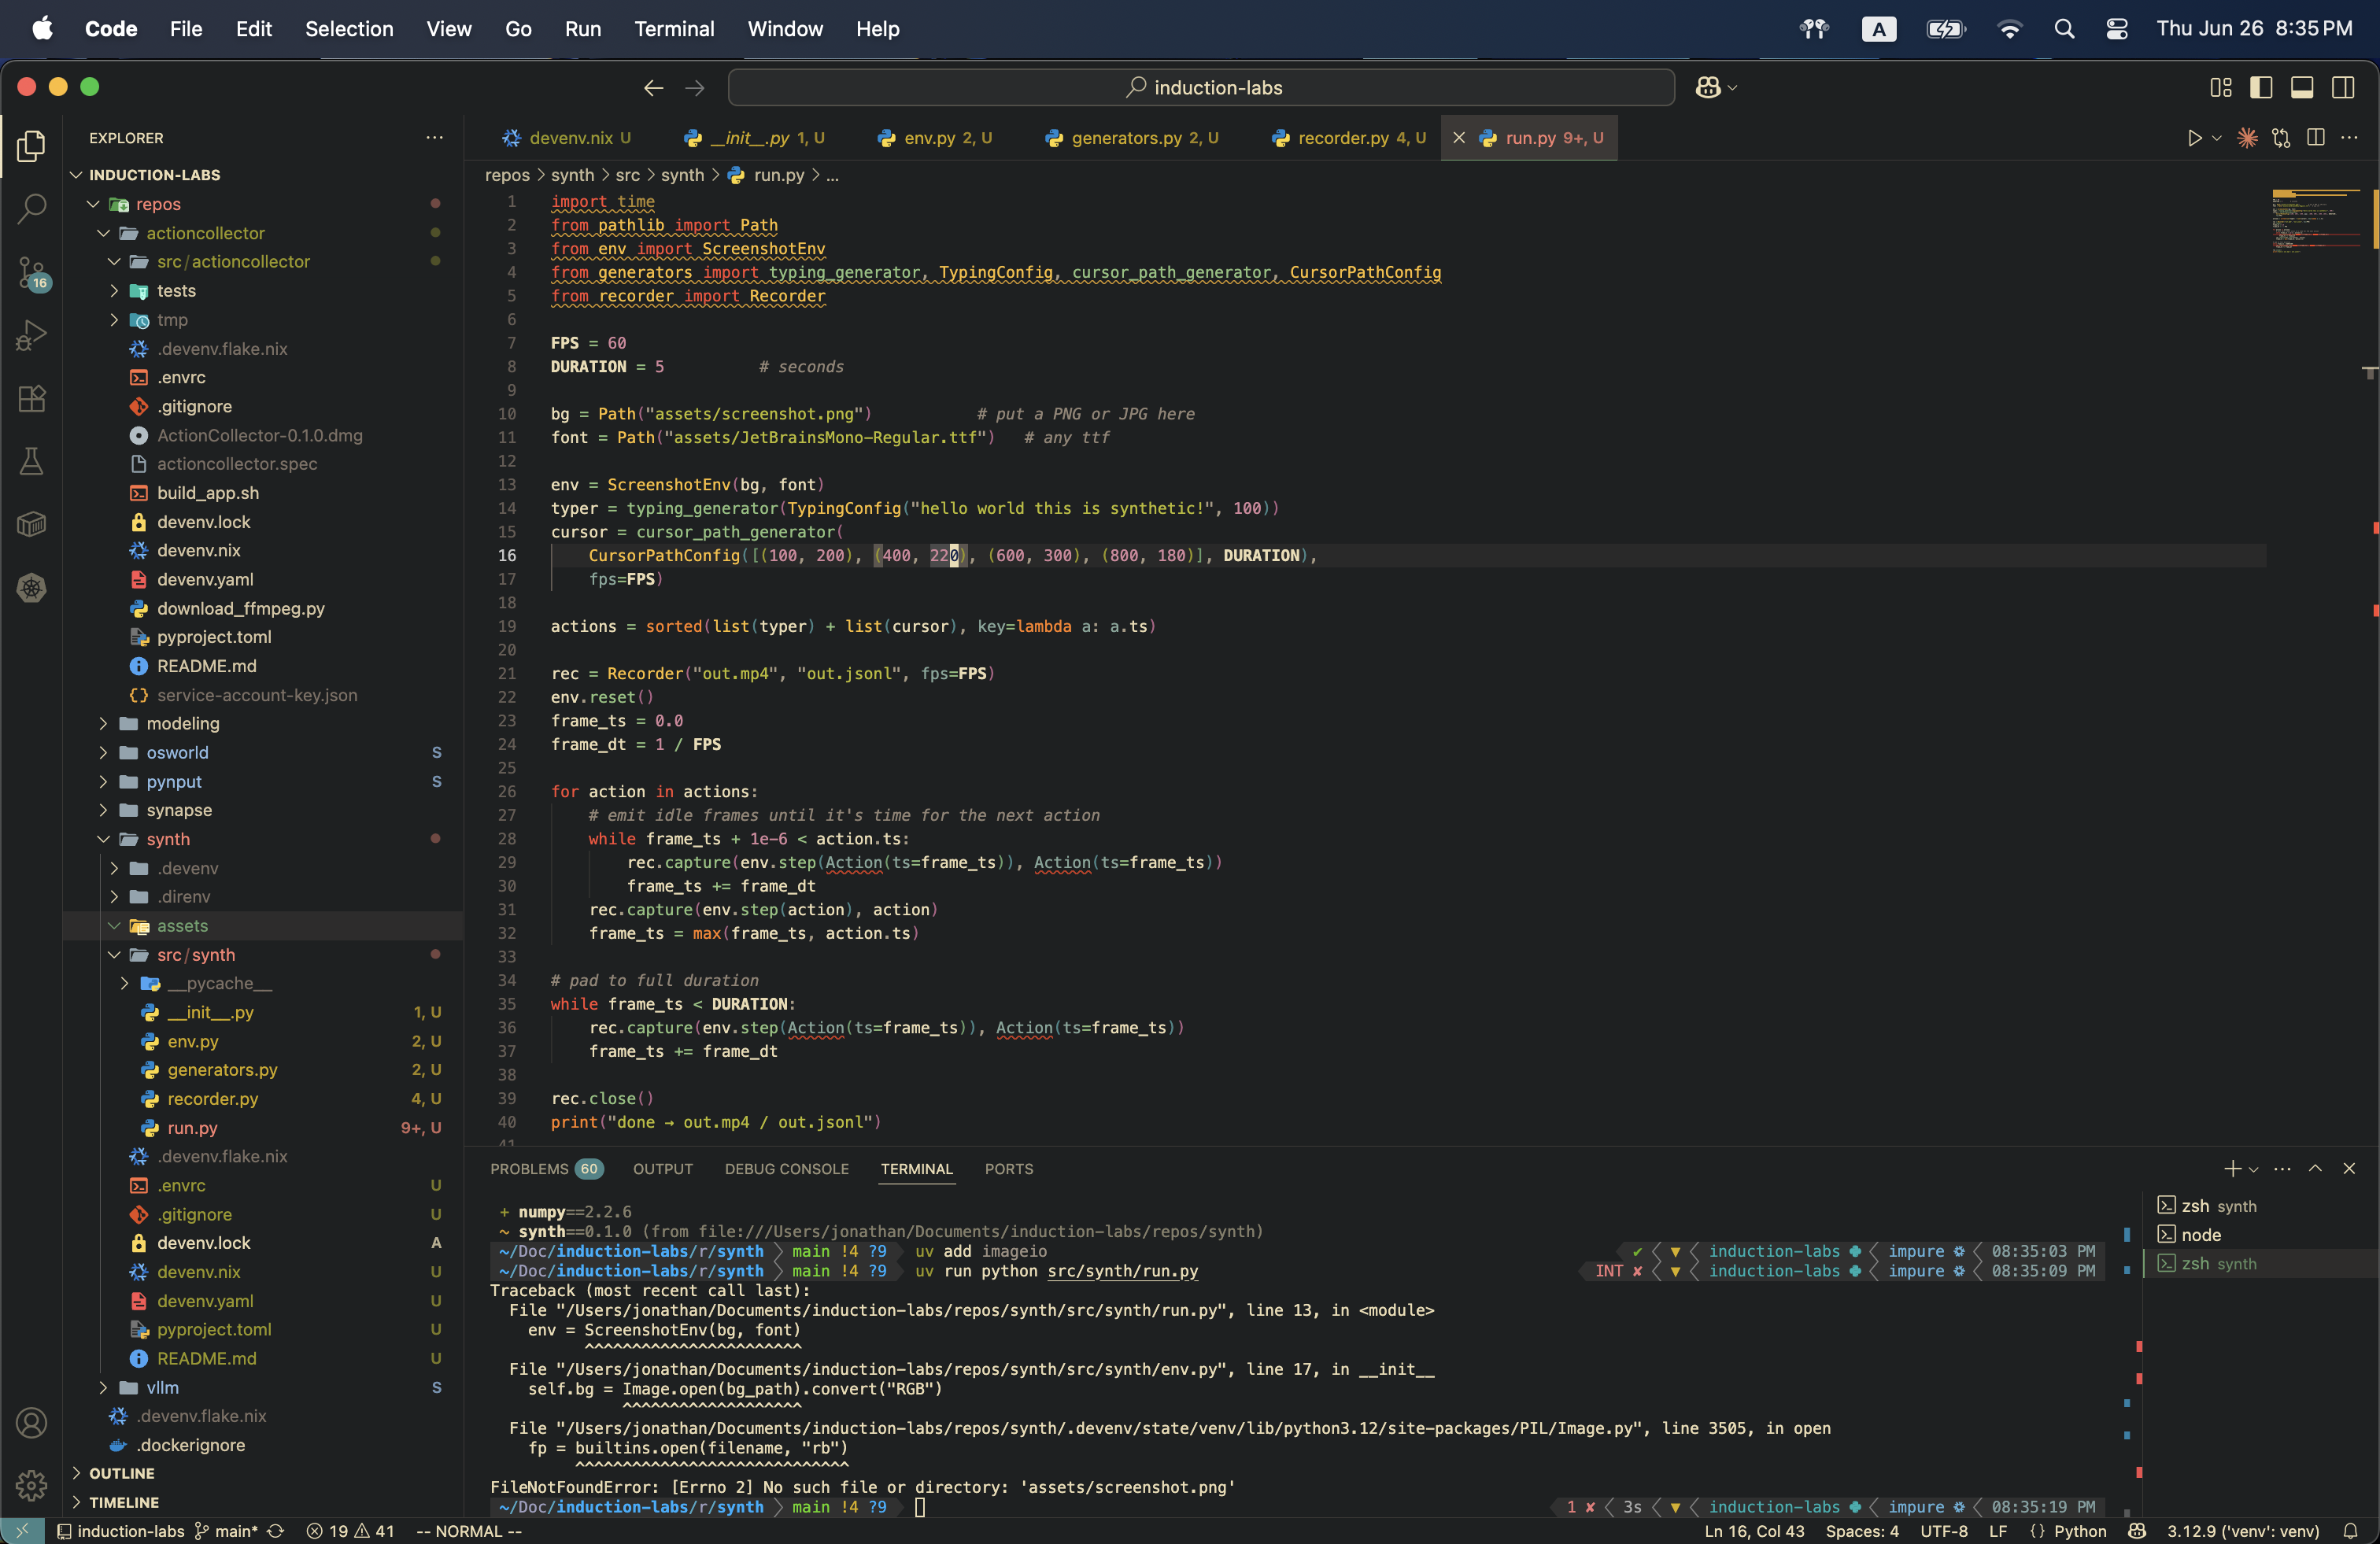 Code File Edit Selection View Go Run Terminal Window Help A Thu Jun 26 8:35 PM
induction-labs
EXPLORER
INDUCTION-LABS
repos
actioncollector
src/actioncollector
tests
tmp
.devenv.flake.nix
.envrc
.gitignore
ActionCollector-0.1.0.dmg
actioncollector.spec
build_app.sh
devenv.lock
devenv.nix
devenv.yaml
download_ffmpeg.py
pyproject.toml
README.md
service-account-key.json
modeling
osworld S
pynput S
synapse
synth
.devenv
.direnv
assets
src/synth
__pycache__
__init__.py 1, U
env.py 2, U
generators.py 2, U
recorder.py 4, U
run.py 9+, U
.devenv.flake.nix
.envrc U
.gitignore U
devenv.lock A
devenv.nix U
devenv.yaml U
pyproject.toml U
README.md U
vllm S
.devenv.flake.nix
.dockerignore
OUTLINE
TIMELINE
16
devenv.nix U __init__.py 1, U env.py 2, U generators.py 2, U recorder.py 4, U run.py 9+, U
repos > synth > src > synth > run.py > ...
1 import time
2 from pathlib import Path
3 from env import ScreenshotEnv
4 from generators import typing_generator, TypingConfig, cursor_path_generator, CursorPathConfig
5 from recorder import Recorder
6
7 FPS = 60
8 DURATION = 5 # seconds
9
10 bg = Path("assets/screenshot.png") # put a PNG or JPG here
11 font = Path("assets/JetBrainsMono-Regular.ttf") # any ttf
12
13 env = ScreenshotEnv(bg, font)
14 typer = typing_generator(TypingConfig("hello world this is synthetic!", 100))
15 cursor = cursor_path_generator(
16 CursorPathConfig([(100, 200), (400, 220), (600, 300), (800, 180)], DURATION),
17 fps=FPS)
18
19 actions = sorted(list(typer) + list(cursor), key=lambda a: a.ts)
20
21 rec = Recorder("out.mp4", "out.jsonl", fps=FPS)
22 env.reset()
23 frame_ts = 0.0
24 frame_dt = 1 / FPS
25
26 for action in actions:
27 # emit idle frames until it's time for the next action
28 while frame_ts + 1e-6 < action.ts:
29 rec.capture(env.step(Action(ts=frame_ts)), Action(ts=frame_ts))
30 frame_ts += frame_dt
31 rec.capture(env.step(action), action)
32 frame_ts = max(frame_ts, action.ts)
33
34 # pad to full duration
35 while frame_ts < DURATION:
36 rec.capture(env.step(Action(ts=frame_ts)), Action(ts=frame_ts))
37 frame_ts += frame_dt
38
39 rec.close()
40 print("done → out.mp4 / out.jsonl")
41
PROBLEMS 60 OUTPUT DEBUG CONSOLE TERMINAL PORTS
+ numpy==2.2.6
~ synth==0.1.0 (from file:///Users/jonathan/Documents/induction-labs/repos/synth)
~/Doc/induction-labs/r/synth main !4 ?9 uv add imageio ✔ ▼ induction-labs impure 08:35:03 PM
~/Doc/induction-labs/r/synth main !4 ?9 uv run python src/synth/run.py INT ✘ ▼ induction-labs impure 08:35:09 PM
Traceback (most recent call last):
File "/Users/jonathan/Documents/induction-labs/repos/synth/src/synth/run.py", line 13, in <module>
env = ScreenshotEnv(bg, font)
^^^^^^^^^^^^^^^^^^^^^^^
File "/Users/jonathan/Documents/induction-labs/repos/synth/src/synth/env.py", line 17, in __init__
self.bg = Image.open(bg_path).convert("RGB")
^^^^^^^^^^^^^^^^^^^
File "/Users/jonathan/Documents/induction-labs/repos/synth/.devenv/state/venv/lib/python3.12/site-packages/PIL/Image.py", line 3505, in open
fp = builtins.open(filename, "rb")
^^^^^^^^^^^^^^^^^^^^^^^^^^^^^
FileNotFoundError: [Errno 2] No such file or directory: 'assets/screenshot.png'
~/Doc/induction-labs/r/synth main !4 ?9 1 ✘ 3s ▼ induction-labs impure 08:35:19 PM
zsh synth
node
zsh synth
induction-labs main* 19 41 -- NORMAL -- Ln 16, Col 43 Spaces: 4 UTF-8 LF {} Python 3.12.9 ('venv': venv)